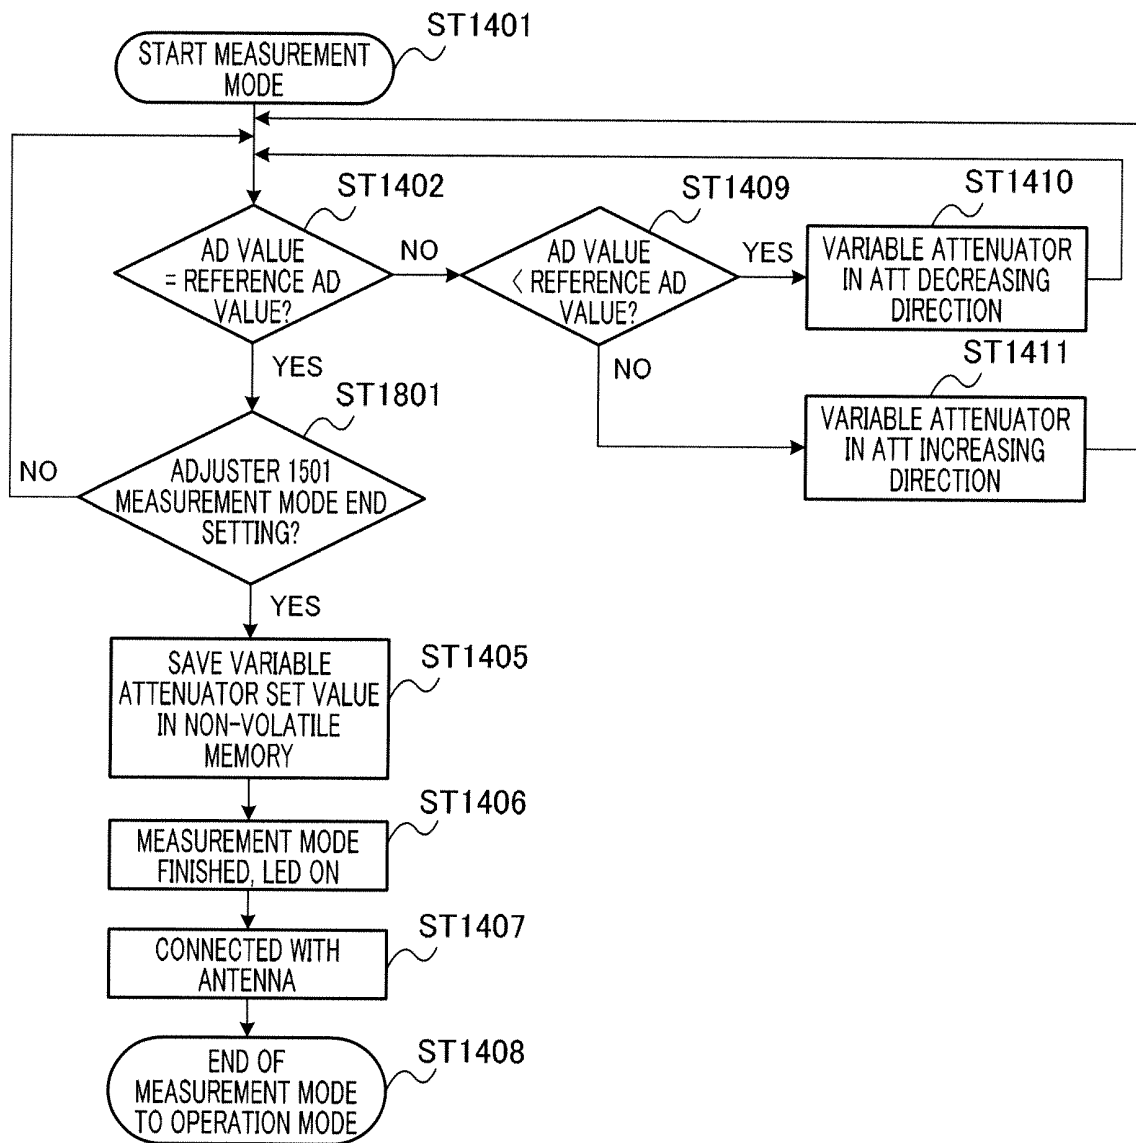 ST1401
START MEASUREMENT
MODE
ST1402
AD VALUE
= REFERENCE AD
VALUE?
NO
ST1409
AD VALUE
< REFERENCE AD
VALUE?
YES
ST1410
VARIABLE ATTENUATOR
IN ATT DECREASING
DIRECTION
NO
ST1411
VARIABLE ATTENUATOR
IN ATT INCREASING
DIRECTION
YES
ST1801
ADJUSTER 1501
MEASUREMENT MODE END
SETTING?
NO
YES
ST1405
SAVE VARIABLE
ATTENUATOR SET VALUE
IN NON-VOLATILE
MEMORY
ST1406
MEASUREMENT MODE
FINISHED, LED ON
ST1407
CONNECTED WITH
ANTENNA
ST1408
END OF
MEASUREMENT MODE
TO OPERATION MODE